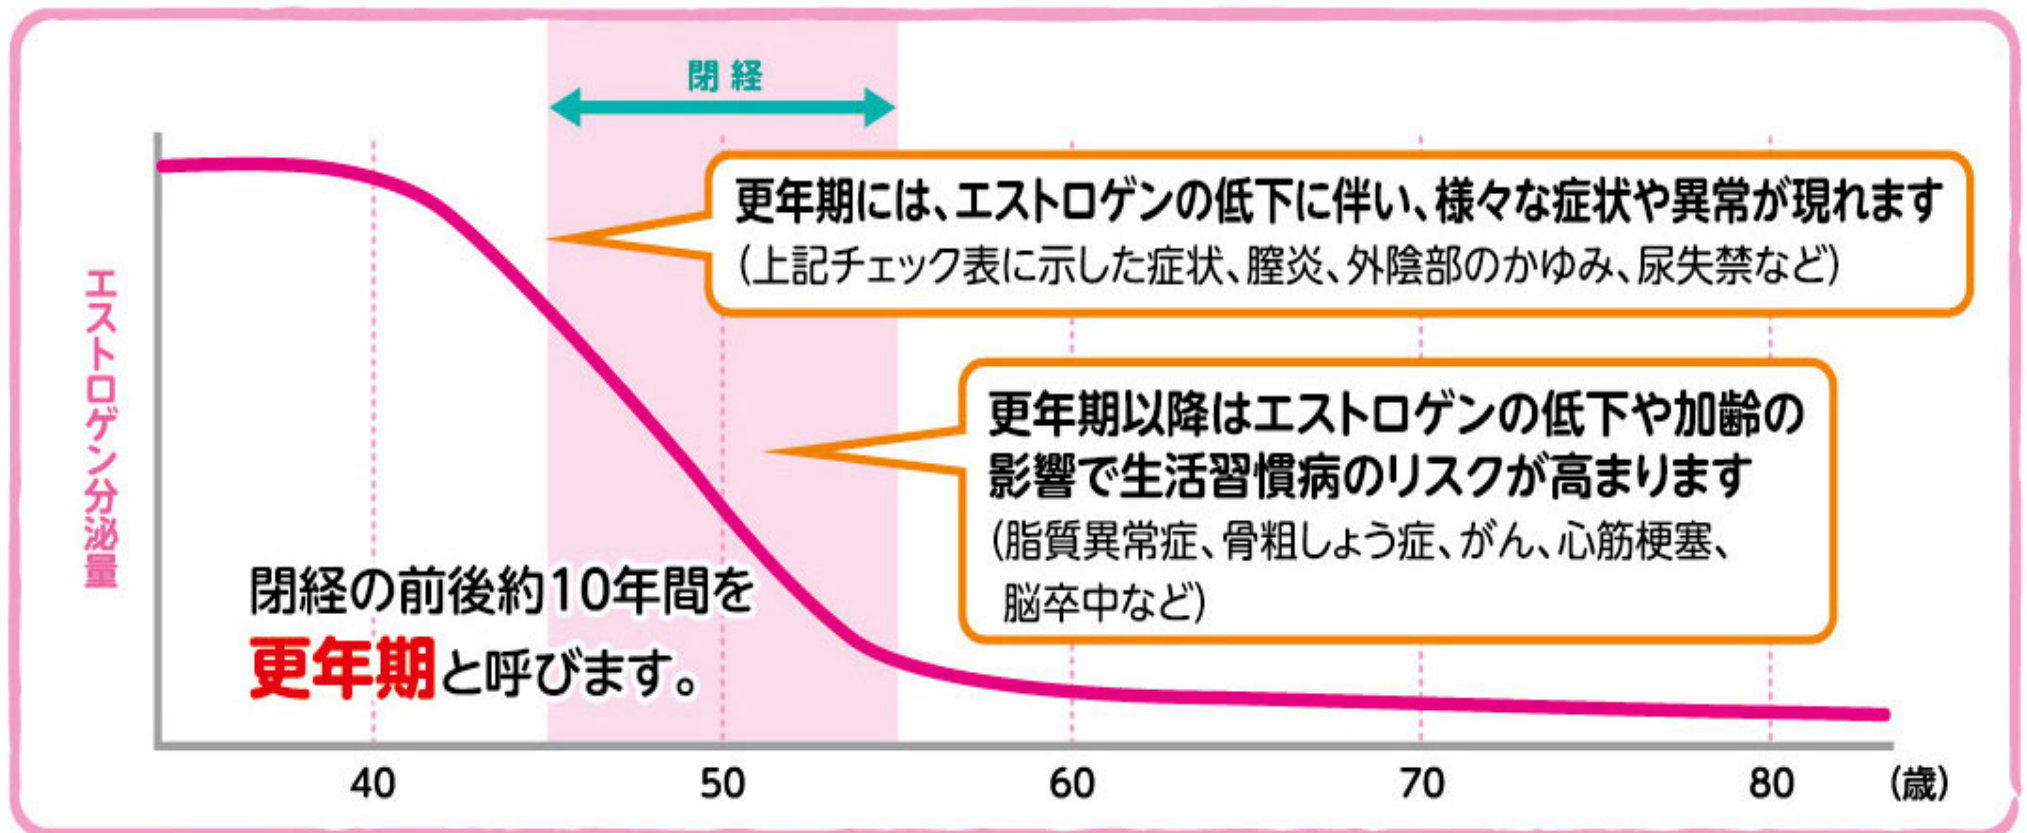 閉経
更年期には、エストロゲンの低下に伴い、様々な症状や異常が現れます
(上記チェック表に示した症状、膣炎、外陰部のかゆみ、尿失禁など)
エストロゲン分泌量
更年期以降はエストロゲンの低下や加齢の
影響で生活習慣病のリスクが高まります
(脂質異常症、骨粗しょう症、がん、心筋梗塞、
脳卒中など)
閉経の前後約10年間を
更年期と呼びます。
40 50 60 70 80 (歳)